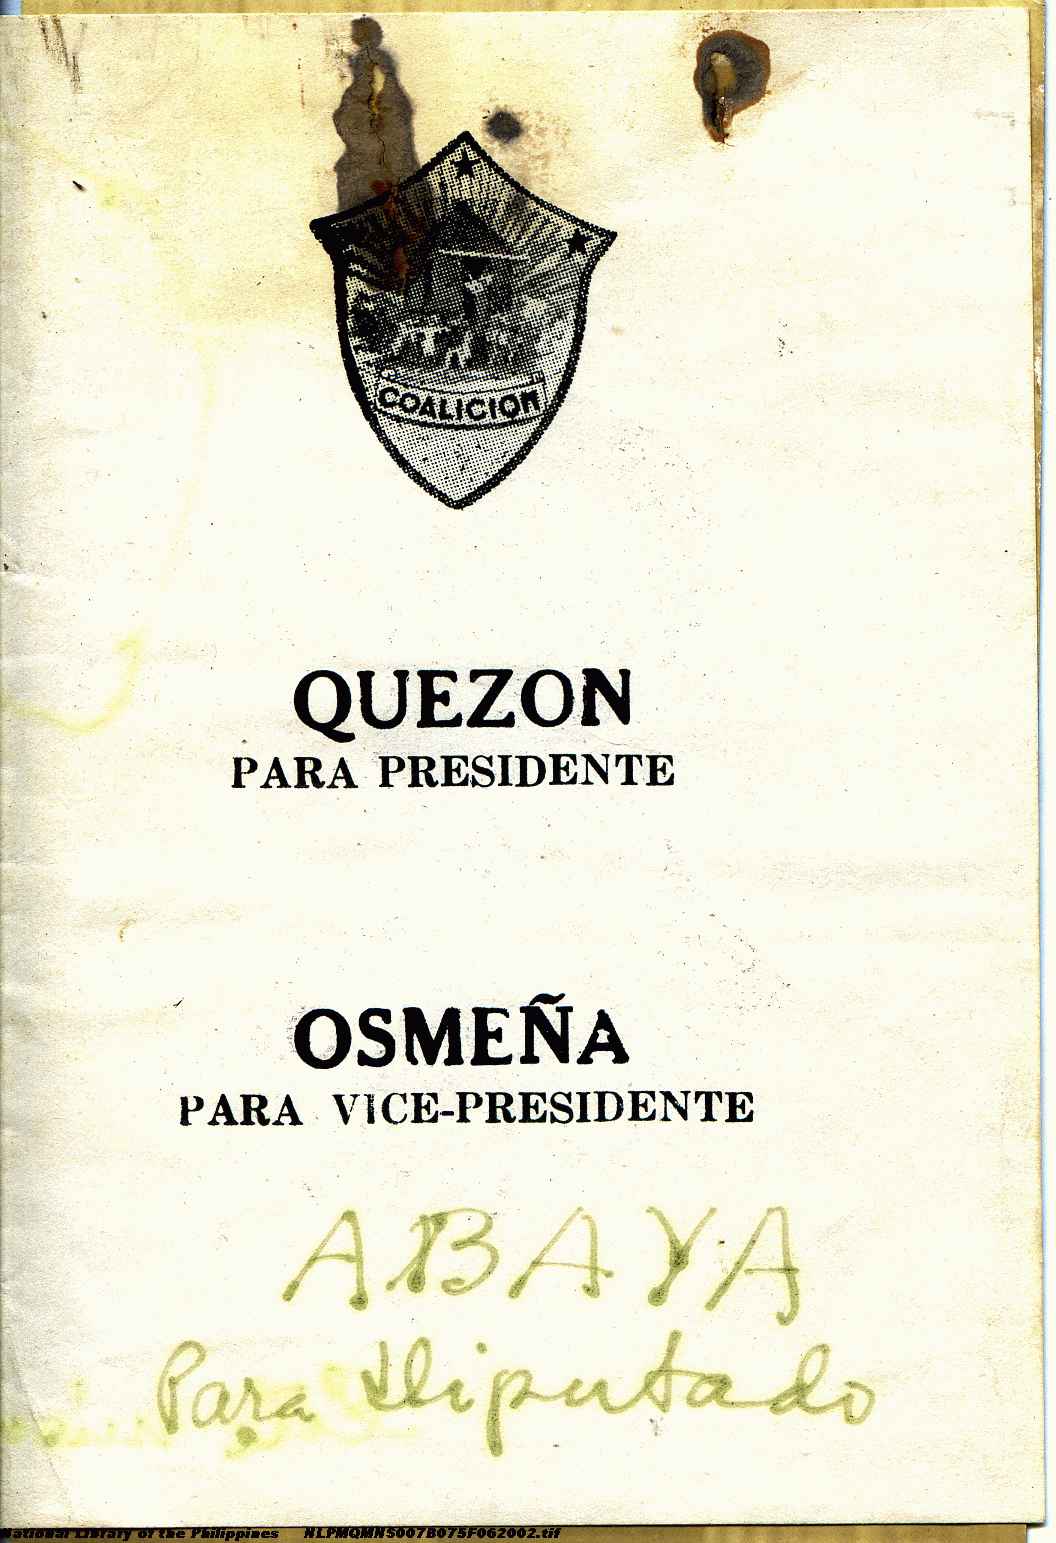 COALICION
QUEZON
PARA PRESIDENTE
OSMEÑA
PARA VICE-PRESIDENTE
ABAYA
Para Diputado
National Library of the Philippines NLPMQMNS007B075F062002.tif